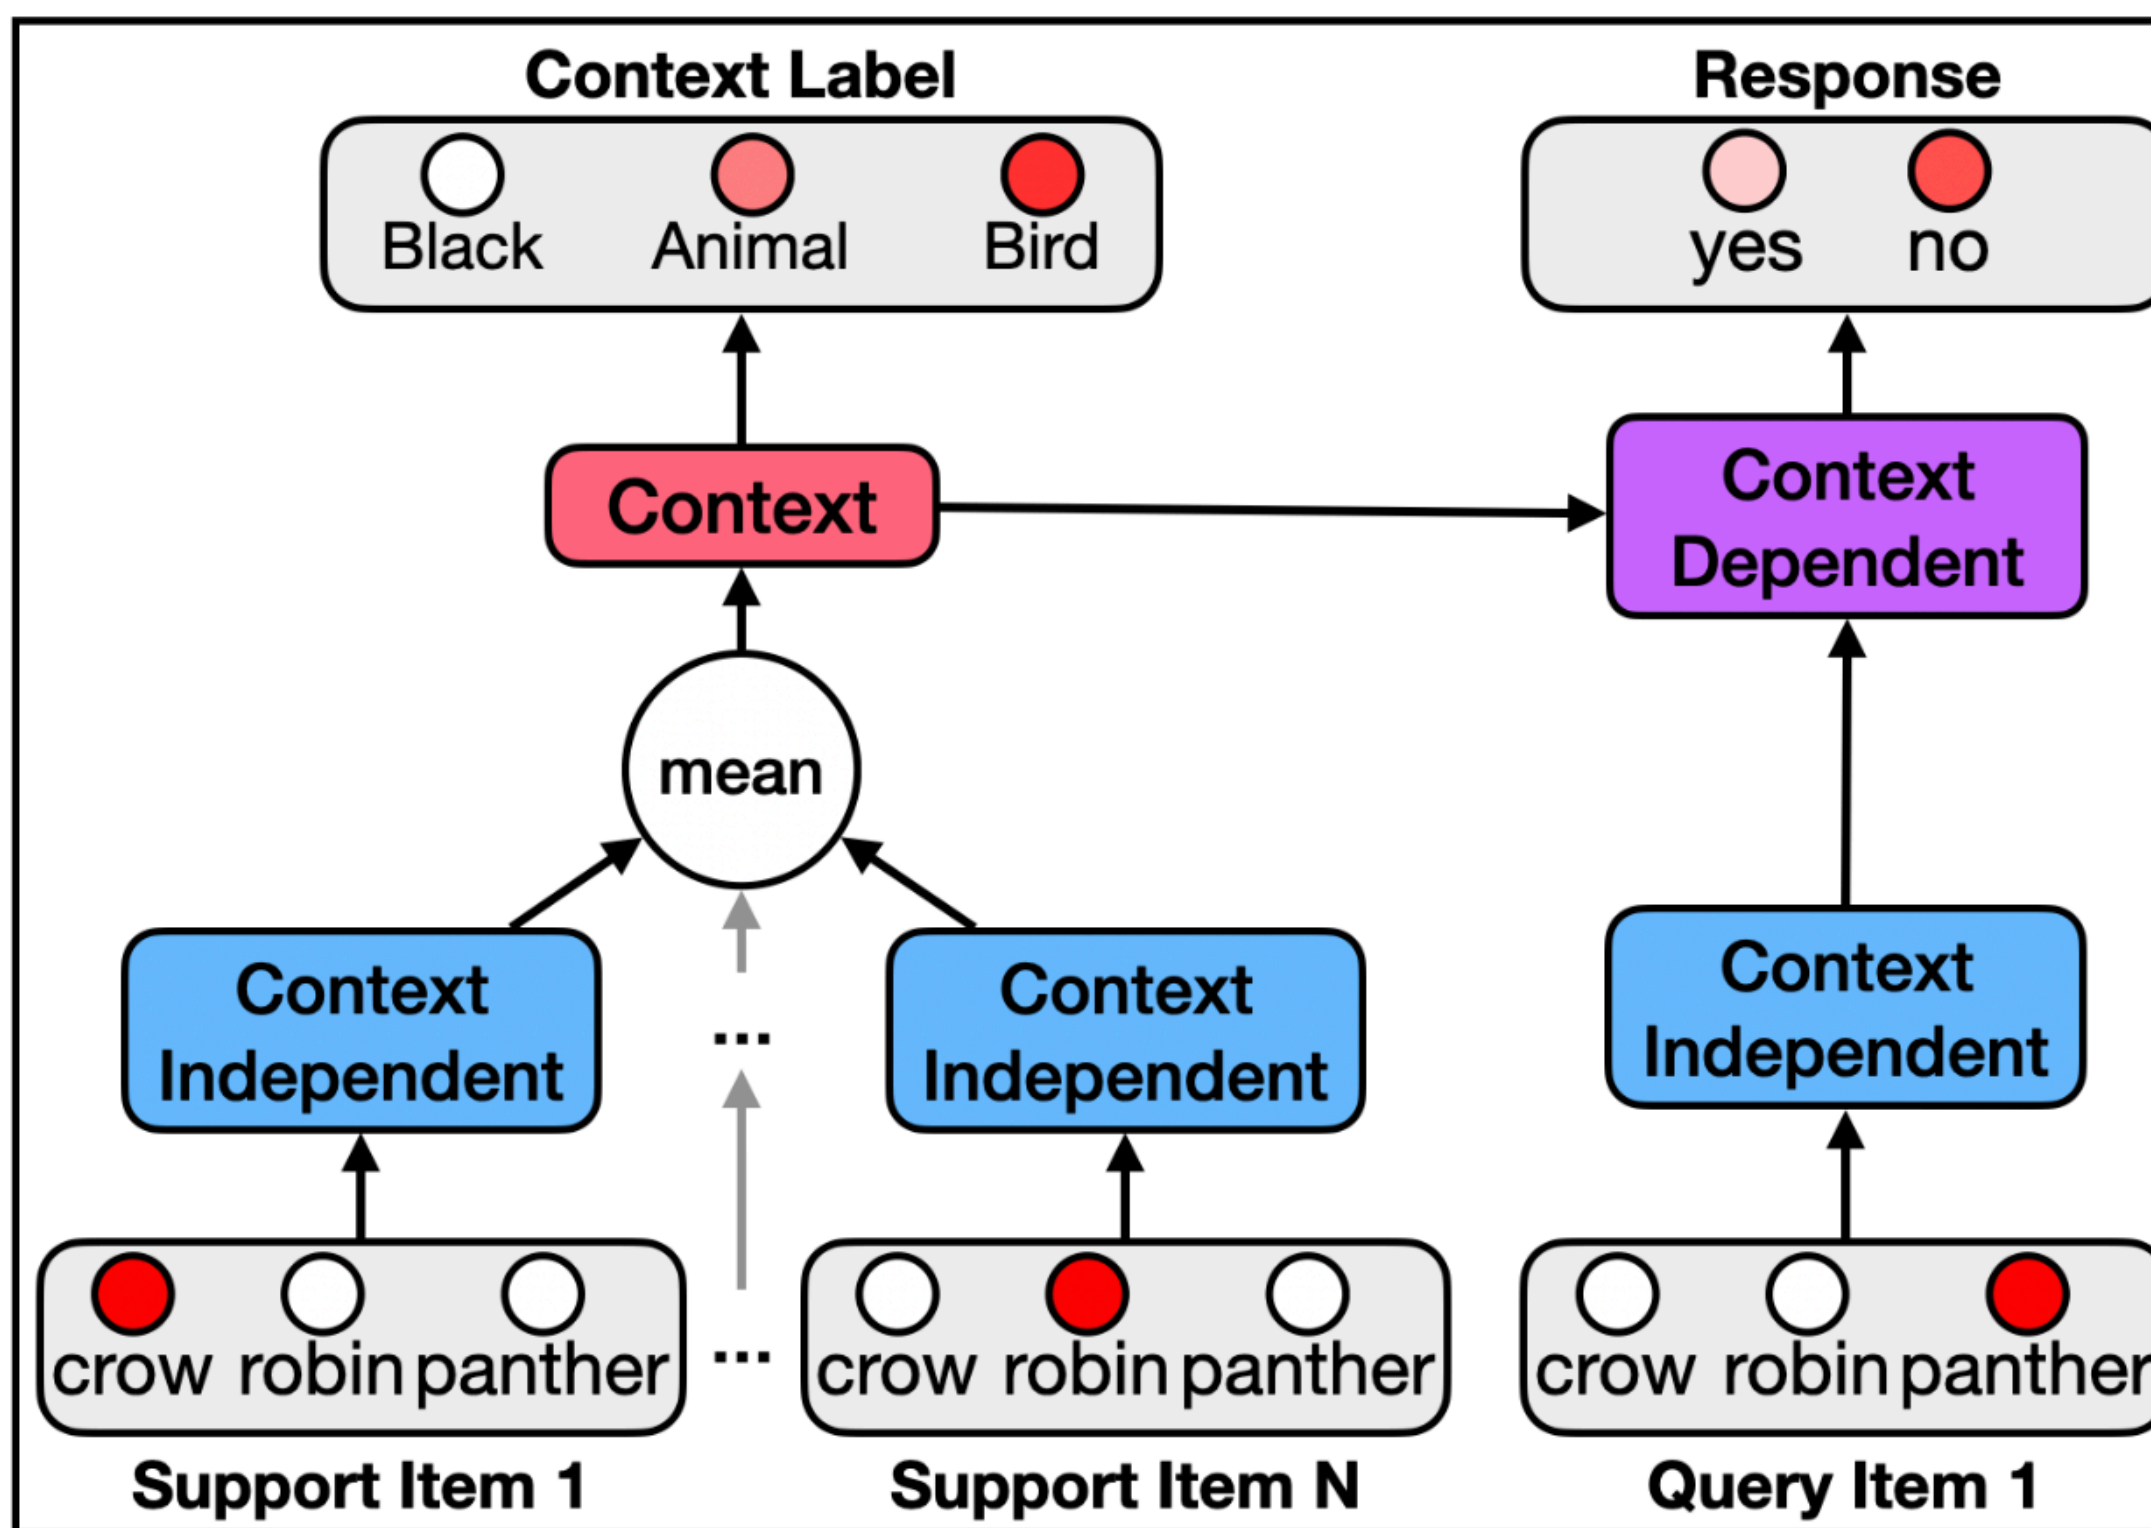 Context Label
Response
Black Animal Bird
yes no
Context
Context
Dependent
mean
Context
Independent
...
Context
Independent
Context
Independent
crow robin panther
...
crow robin panther
crow robin panther
Support Item 1
Support Item N
Query Item 1